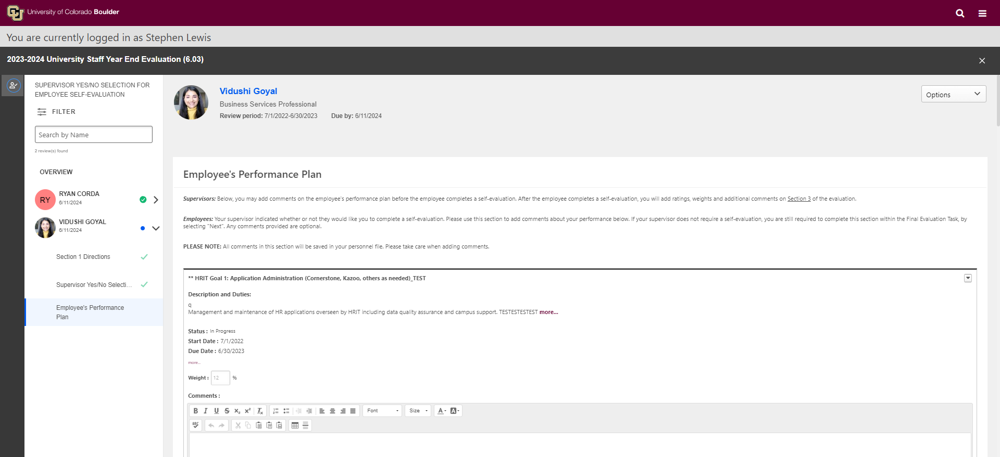 University of Colorado Boulder
You are currently logged in as Stephen Lewis
2023-2024 University Staff Year End Evaluation (6.03)
SUPERVISOR YES/NO SELECTION FOR
EMPLOYEE SELF-EVALUATION
FILTER
Search by Name
2 review(s) found
OVERVIEW
RY
RYAN CORDA
6/11/2024
VIDUSHI GOYAL
6/11/2024
Section 1 Directions
Supervisor Yes/No Selecti...
Employee's Performance
Plan
Vidushi Goyal
Business Services Professional
Review period: 7/1/2022-6/30/2023 Due by: 6/11/2024
Options
Employee's Performance Plan
Supervisors: Below, you may add comments on the employee's performance plan before the employee completes a self-evaluation. After the employee completes a self-evaluation, you will add ratings, weights and additional comments on Section 3 of the evaluation.
Employees: Your supervisor indicated whether or not they would like you to complete a self-evaluation. Please use this section to add comments about your performance below. If your supervisor does not require a self-evaluation, you are still required to complete this section within the Final Evaluation Task, by
selecting "Next". Any comments provided are optional.
PLEASE NOTE: All comments in this section will be saved in your personnel file. Please take care when adding comments.
** HRIT Goal 1: Application Administration (Cornerstone, Kazoo, others as needed)_TEST
Description and Duties:
q
Management and maintenance of HR applications overseen by HRIT including data quality assurance and campus support. TESTESTESTEST more...
Status : In Progress
Start Date : 7/1/2022
Due Date : 6/30/2023
more...
Weight : 12 %
Comments :
Font
Size